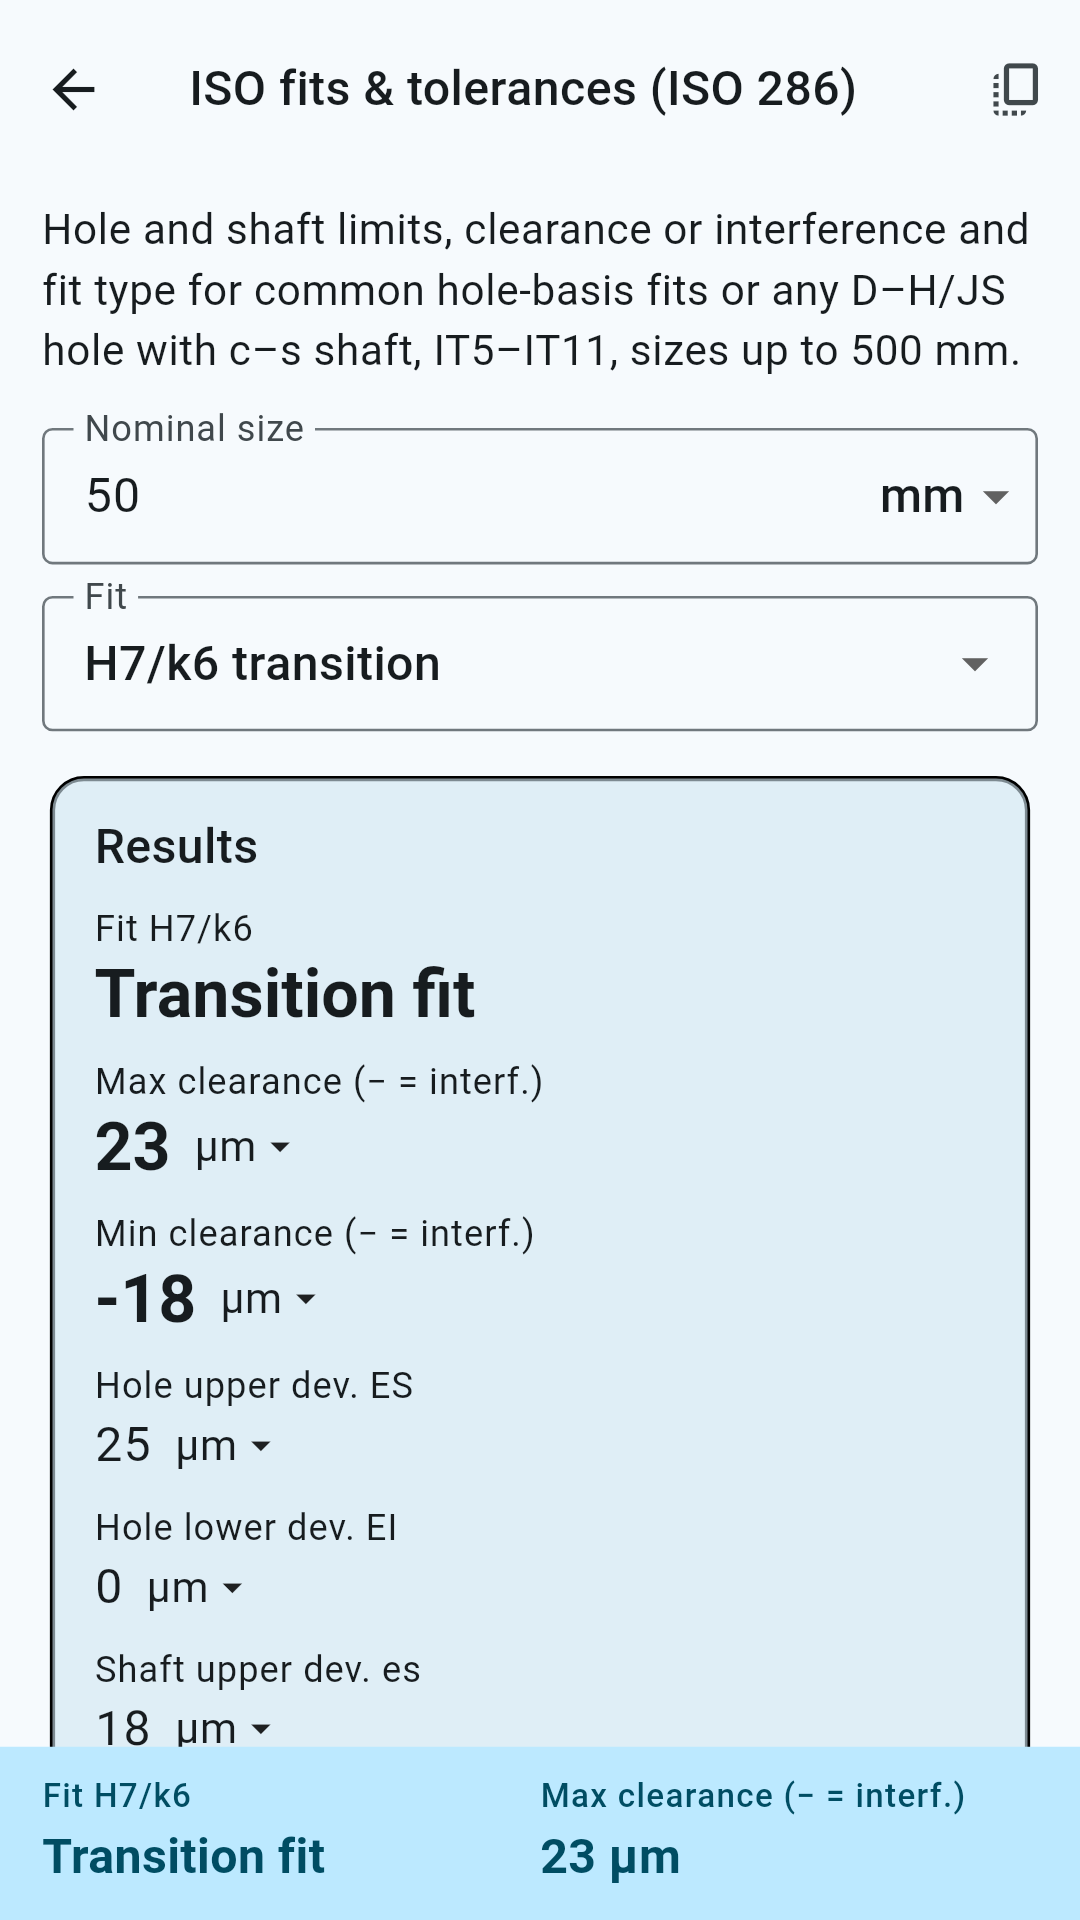 ISO fits & tolerances (ISO 286)
Hole and shaft limits, clearance or interference and
fit type for common hole-basis fits or any D–H/JS
hole with c–s shaft, IT5–IT11, sizes up to 500 mm.
Nominal size
50 mm
Fit
H7/k6 transition
Results
Fit H7/k6
Transition fit
Max clearance (− = interf.)
23 µm
Min clearance (− = interf.)
-18 µm
Hole upper dev. ES
25 µm
Hole lower dev. EI
0 µm
Shaft upper dev. es
18 µm
Fit H7/k6
Transition fit
Max clearance (− = interf.)
23 µm